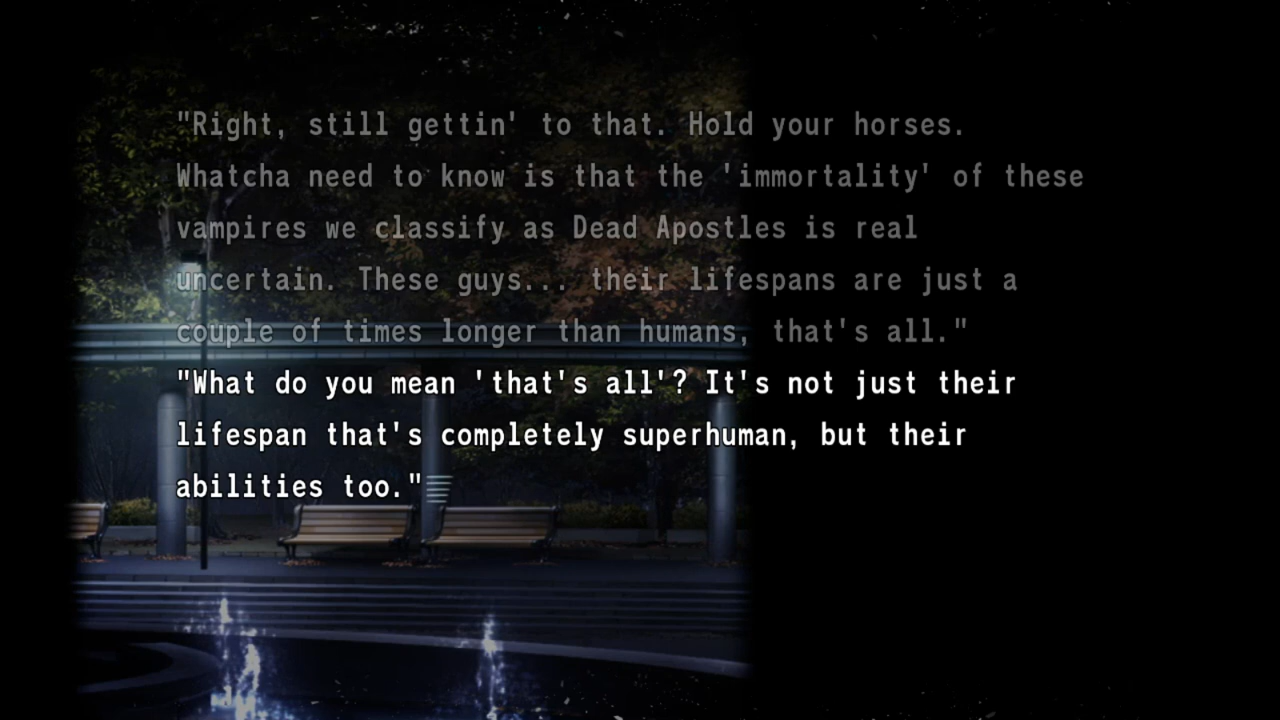 "Right, still gettin' to that. Hold your horses.
Whatcha need to know is that the 'immortality' of these
vampires we classify as Dead Apostles is real
uncertain. These guys... their lifespans are just a
couple of times longer than humans, that's all."
"What do you mean 'that's all'? It's not just their
lifespan that's completely superhuman, but their
abilities too."